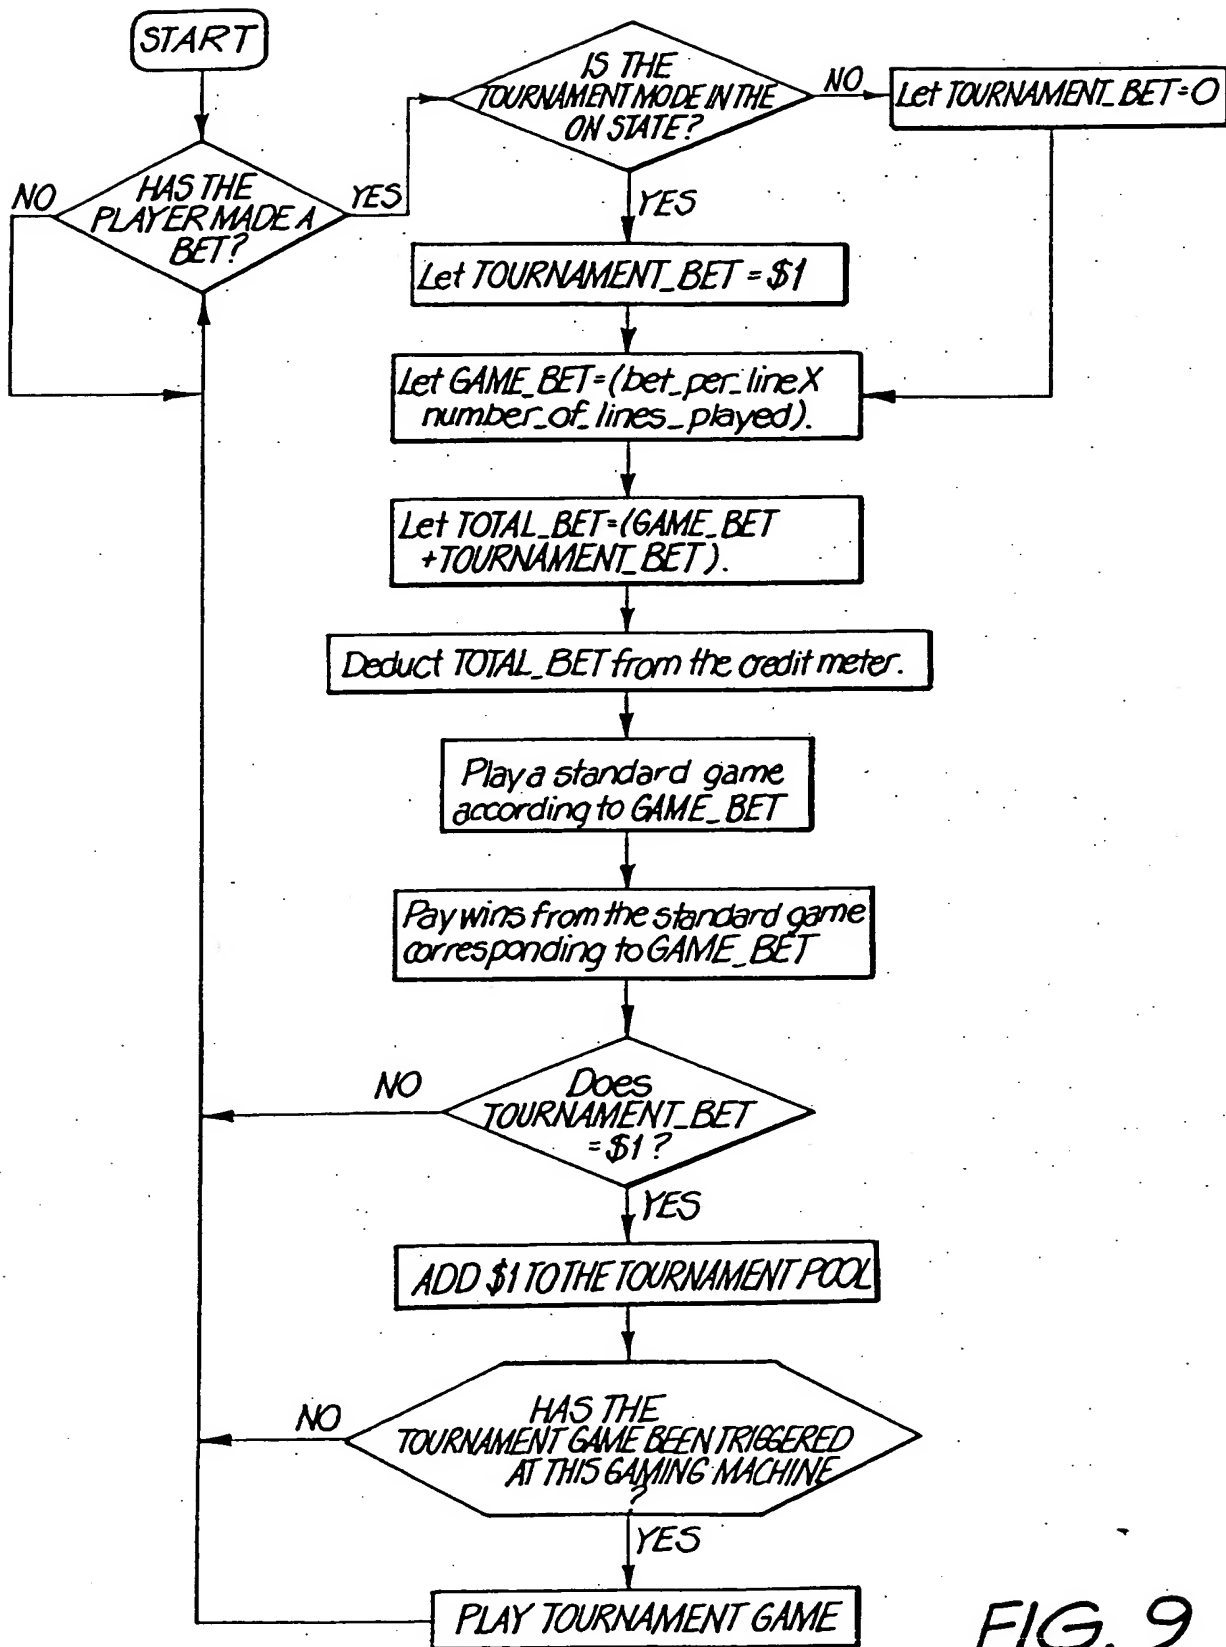 START
HAS THE
PLAYER MADE A
BET?
NO
YES
IS THE
TOURNAMENT MODE IN THE
ON STATE?
NO
Let TOURNAMENT_BET=0
YES
Let TOURNAMENT_BET = $1
Let GAME_BET=(bet_per_line X
number_of_lines_played).
Let TOTAL_BET=(GAME_BET
+TOURNAMENT_BET).
Deduct TOTAL_BET from the credit meter.
Play a standard game
according to GAME_BET
Pay wins from the standard game
corresponding to GAME_BET
Does
TOURNAMENT_BET
=$1?
NO
YES
ADD $1 TO THE TOURNAMENT POOL
HAS THE
TOURNAMENT GAME BEEN TRIGGERED
AT THIS GAMING MACHINE
?
NO
YES
PLAY TOURNAMENT GAME
FIG. 9